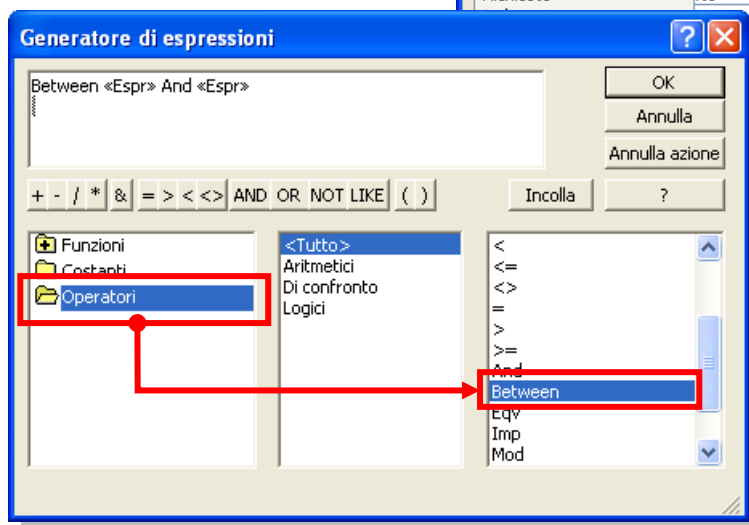 Generatore di espressioni
?
Between «Espr» And «Espr»
OK
Annulla
Annulla azione
+ - / * & = > < <> AND OR NOT LIKE ( )
Incolla
?
Funzioni
Costanti
Operatori
<Tutto>
Aritmetici
Di confronto
Logici
<
<=
<>
=
>
>=
And
Between
Eqv
Imp
Mod